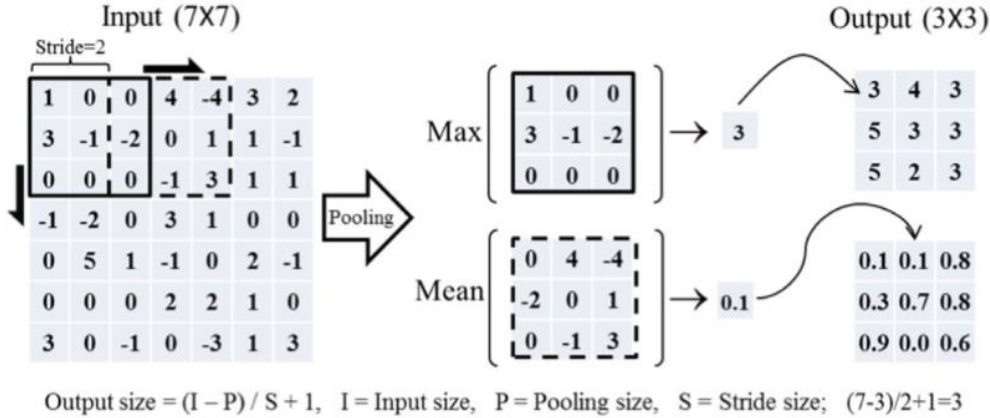 Input (7X7)
Output (3X3)
Stride=2
1 0 0 4 -4 3 2
3 -1 -2 0 1 1 -1
0 0 0 -1 3 1 1
-1 -2 0 3 1 0 0
0 5 1 -1 0 2 -1
0 0 0 2 2 1 0
3 0 -1 0 -3 1 3
Pooling
Max
1 0 0
3 -1 -2
0 0 0
3
3 4 3
5 3 3
5 2 3
Mean
0 4 -4
-2 0 1
0 -1 3
0.1
0.1 0.1 0.8
0.3 0.7 0.8
0.9 0.0 0.6
Output size = (I – P) / S + 1, I = Input size, P = Pooling size, S = Stride size; (7-3)/2+1=3